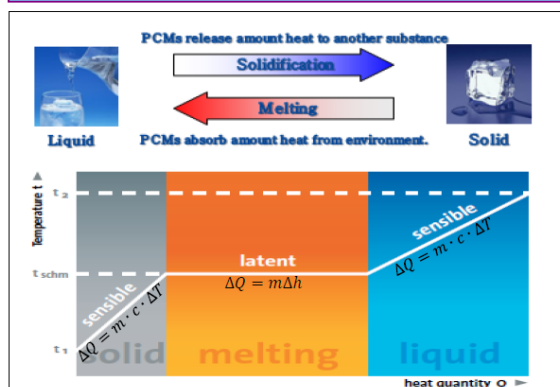 PCMs release amount heat to another substance
Solidification
Melting
Liquid
PCMs absorb amount heat from environment.
Solid
Temperature t
t₂
sensible
ΔQ = m · c · ΔT
latent
t schm
ΔQ = mΔh
sensible
ΔQ = m · c · ΔT
t₁
solid
melting
liquid
heat quantity Q